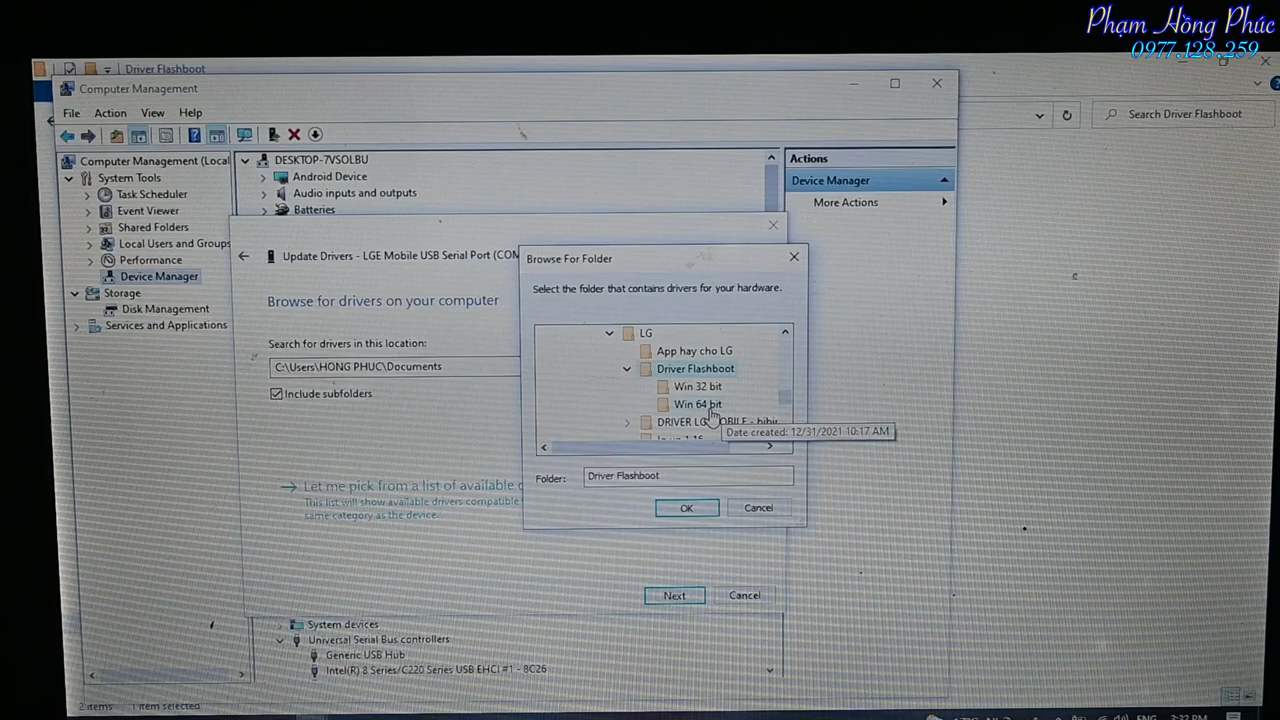 Phạm Hồng Phúc
0977.128.259
Driver Flashboot
Computer Management
File Action View Help
Search Driver Flashboot
Computer Management (Local
System Tools
Task Scheduler
Event Viewer
Shared Folders
Local Users and Groups
Performance
Device Manager
Storage
Disk Management
Services and Applications
DESKTOP-7VSOLBU
Android Device
Audio inputs and outputs
Batteries
Actions
Device Manager
More Actions
Update Drivers - LGE Mobile USB Serial Port (COM
Browse for drivers on your computer
Search for drivers in this location:
C:\Users\HONG PHUC\Documents
Include subfolders
Let me pick from a list of available d
This list will show available drivers compatible
same category as the device.
Next
Cancel
Browse For Folder
Select the folder that contains drivers for your hardware.
LG
App hay cho LG
Driver Flashboot
Win 32 bit
Win 64 bit
DRIVER LG
Date created: 12/31/2021 10:17 AM
Folder:
Driver Flashboot
OK
Cancel
System devices
Universal Serial Bus controllers
Generic USB Hub
Intel(R) 8 Series/C220 Series USB EHCI #1 - 8C26
2 items
1 item selected
ENG
3:32 PM